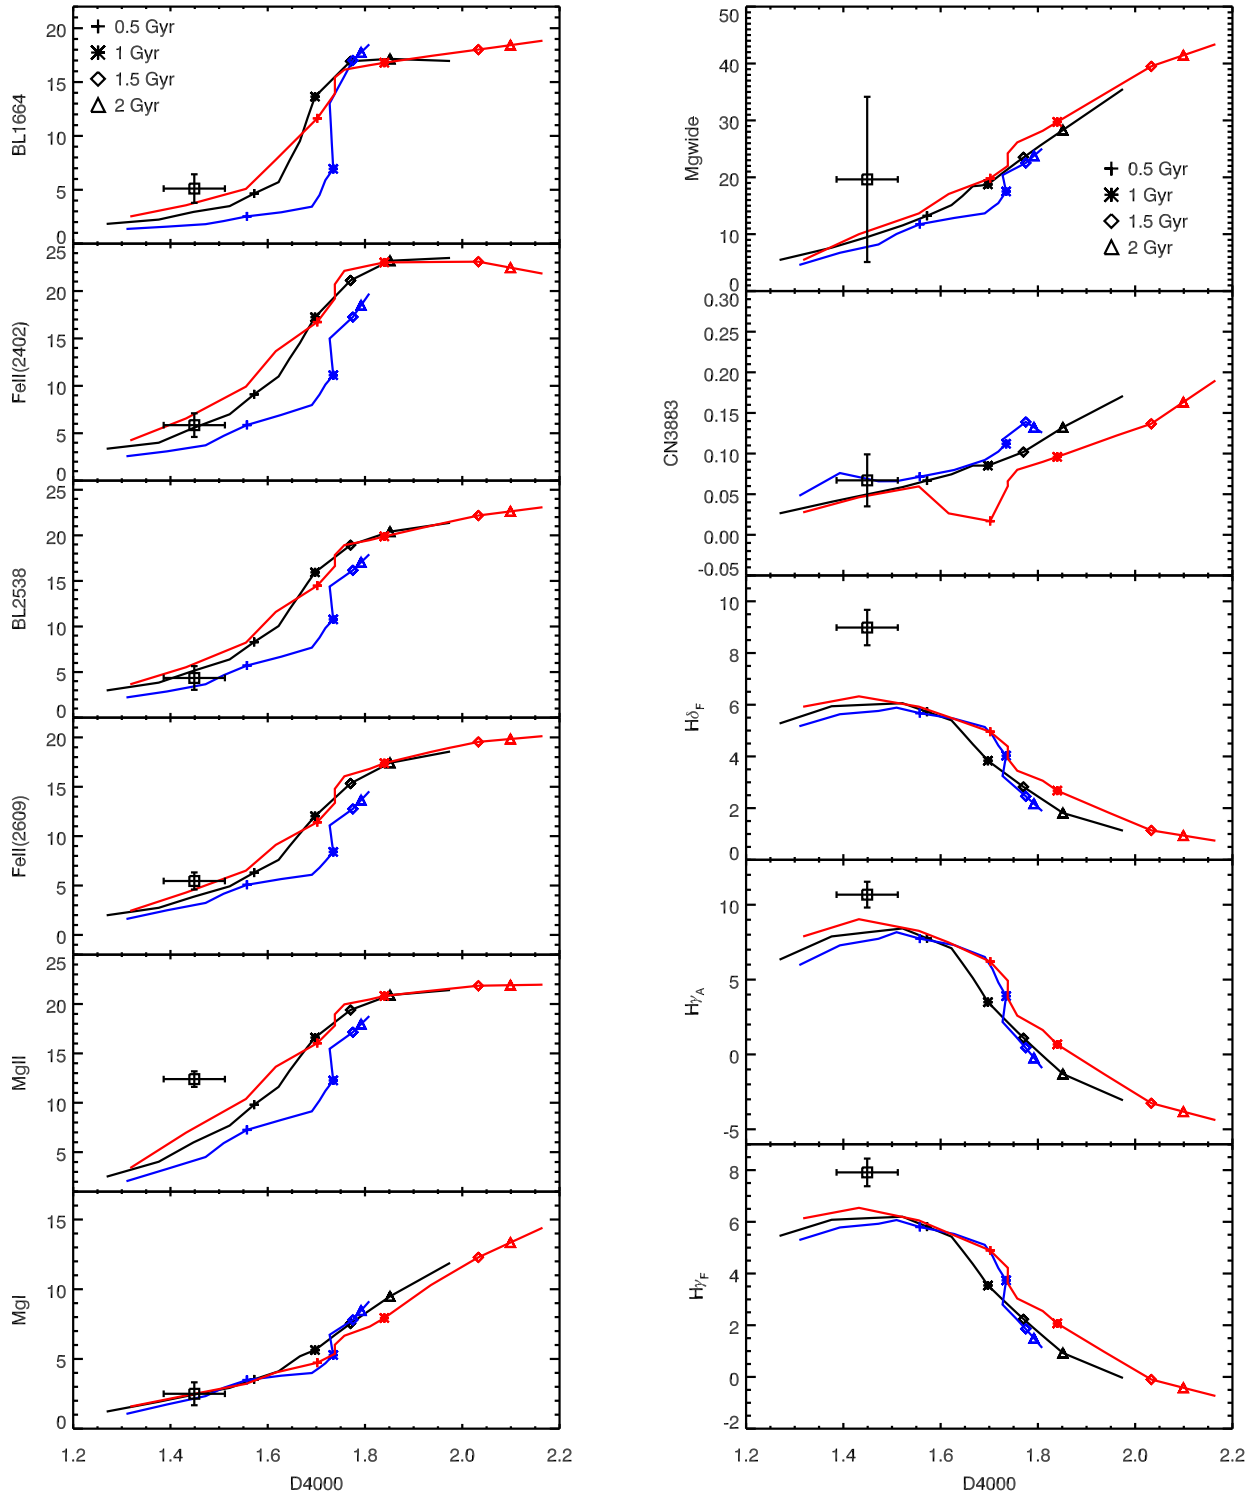 + 0.5 Gyr
1 Gyr
1.5 Gyr
2 Gyr
BL1664
20
15
10
5
0
FeII(2402)
25
20
15
10
5
0
BL2538
25
20
15
10
5
0
FeII(2609)
20
15
10
5
0
MgII
25
20
15
10
5
MgI
15
10
5
0
1.2 1.4 1.6 1.8 2.0 2.2
D4000
Mgwide
40
30
20
10
0
+ 0.5 Gyr
1 Gyr
1.5 Gyr
2 Gyr
CN3883
0.30
0.25
0.20
0.15
0.10
0.05
0.00
-0.05
HδF
10
8
6
4
2
0
HγA
10
5
0
-5
HγF
8
6
4
2
0
-2
1.2 1.4 1.6 1.8 2.0 2.2
D4000